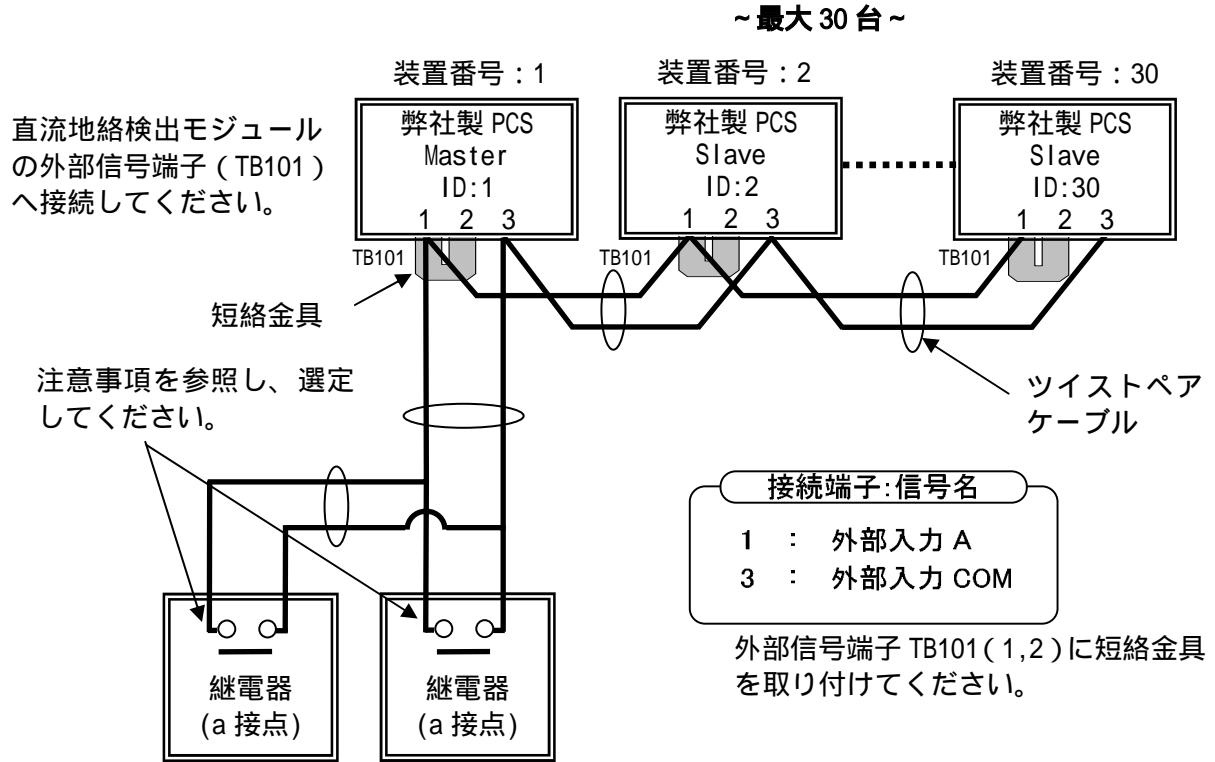 ~最大 30 台~
装置番号：1
装置番号：2
装置番号：30
直流地絡検出モジュール
の外部信号端子（TB101）
へ接続してください。
弊社製 PCS
Master
ID:1
1 2 3
弊社製 PCS
Slave
ID:2
1 2 3
弊社製 PCS
Slave
ID:30
1 2 3
TB101
TB101
TB101
短絡金具
注意事項を参照し、選定
してください。
ツイストペア
ケーブル
接続端子:信号名
1 ： 外部入力 A
3 ： 外部入力 COM
外部信号端子 TB101（1,2）に短絡金具
を取り付けてください。
継電器
(a 接点)
継電器
(a 接点)